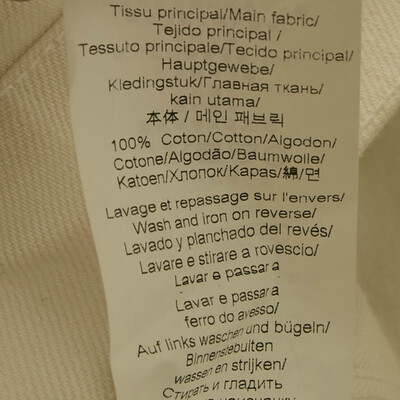 Tissu principal/Main fabric/
Tejido principal /
Tessuto principale/Tecido principal/
Hauptgewebe/
Kledingstuk/Главная ткань/
kain utama/
本体 / 메인 패브릭
100% Coton/Cotton/Algodon/
Cotone/Algodão/Baumwolle/
Katoen/Хлопок/Kapas/綿/면
Lavage et repassage sur l'envers/
Wash and iron on reverse/
Lavado y planchado del revés/
Lavare e stirare a rovescio/
Lavar e passar a
Lavar e passar a
ferro do avesso/
Auf links waschen und bügeln/
Binnenstebuiten
wassen en strijken/
Стирать и гладить